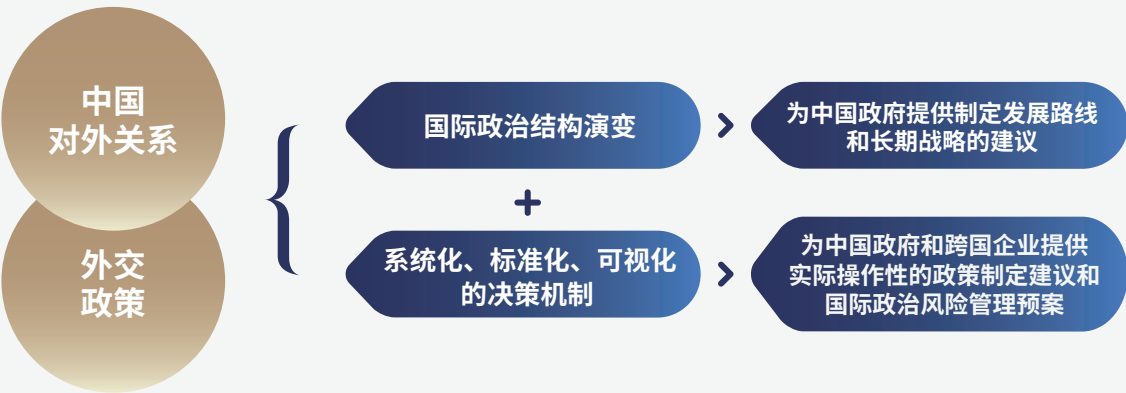 中国
对外关系
外交
政策
国际政治结构演变
为中国政府提供制定发展路线
和长期战略的建议
+
系统化、标准化、可视化
的决策机制
为中国政府和跨国企业提供
实际操作性的政策制定建议和
国际政治风险管理预案